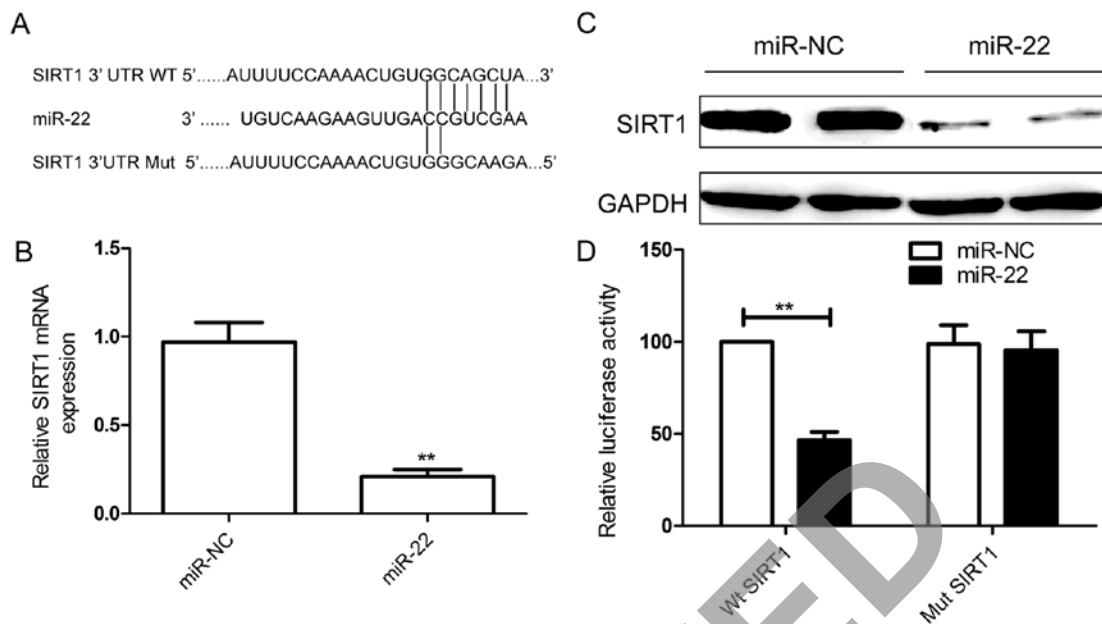 A
SIRT1 3' UTR WT 5'......AUUUUCCAAAACUGUGGCAGCUA...3'
miR-22 3' ...... UGUCAAGAAGUUGACCGUCGAA
SIRT1 3'UTR Mut 5'......AUUUUCCAAAACUGUGGGCAAGA...5'
B
Relative SIRT1 mRNA
expression
1.5
1.0
0.5
0.0
**
miR-NC
miR-22
C
miR-NC miR-22
SIRT1
GAPDH
D
miR-NC
miR-22
Relative luciferase activity
150
100
50
0
**
Wt SIRT1
Mut SIRT1